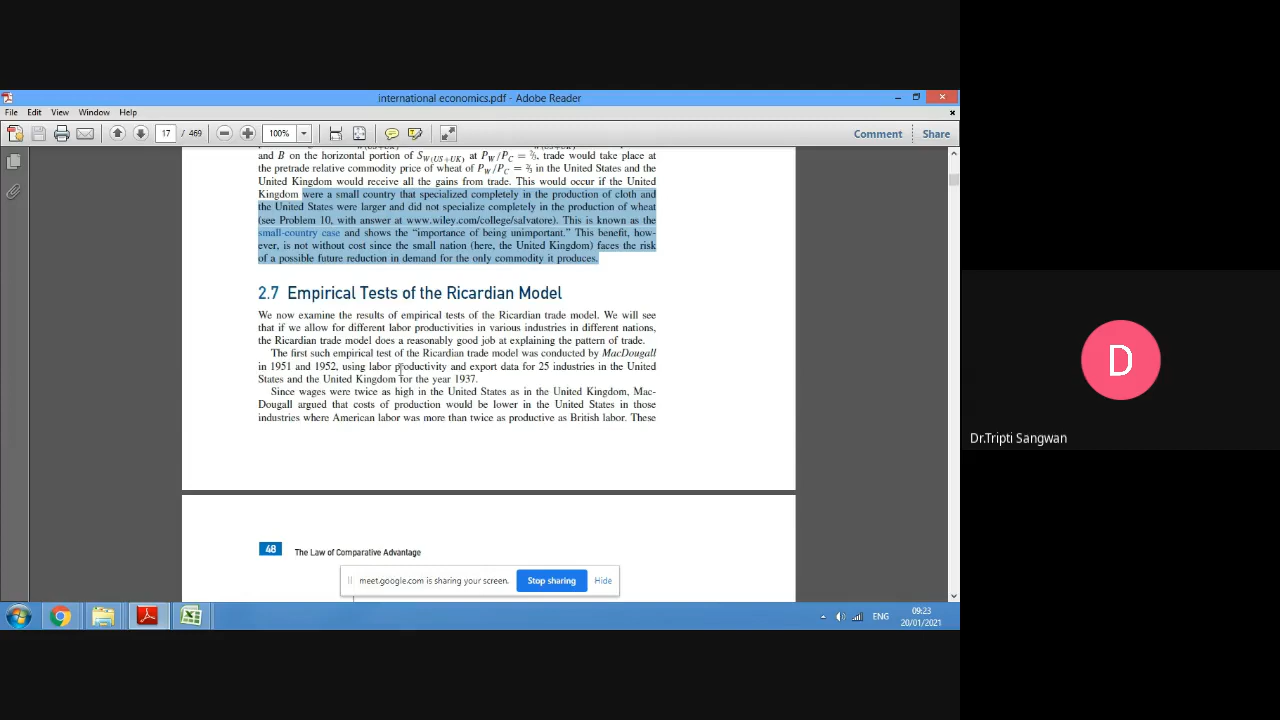 international economics.pdf - Adobe Reader
File Edit View Window Help
17 / 469 100% Comment Share
and B on the horizontal portion of S W(US+UK) at PW/PC = 2/3, trade would take place at
the pretrade relative commodity price of wheat of PW/PC = 2/3 in the United States and the
United Kingdom would receive all the gains from trade. This would occur if the United
Kingdom were a small country that specialized completely in the production of cloth and
the United States were larger and did not specialize completely in the production of wheat
(see Problem 10, with answer at www.wiley.com/college/salvatore). This is known as the
small-country case and shows the “importance of being unimportant.” This benefit, how-
ever, is not without cost since the small nation (here, the United Kingdom) faces the risk
of a possible future reduction in demand for the only commodity it produces.
2.7 Empirical Tests of the Ricardian Model
We now examine the results of empirical tests of the Ricardian trade model. We will see
that if we allow for different labor productivities in various industries in different nations,
the Ricardian trade model does a reasonably good job at explaining the pattern of trade.
The first such empirical test of the Ricardian trade model was conducted by MacDougall
in 1951 and 1952, using labor productivity and export data for 25 industries in the United
States and the United Kingdom for the year 1937.
Since wages were twice as high in the United States as in the United Kingdom, Mac-
Dougall argued that costs of production would be lower in the United States in those
industries where American labor was more than twice as productive as British labor. These
48 The Law of Comparative Advantage
meet.google.com is sharing your screen. Stop sharing Hide
ENG
09:23
20/01/2021
D
Dr.Tripti Sangwan